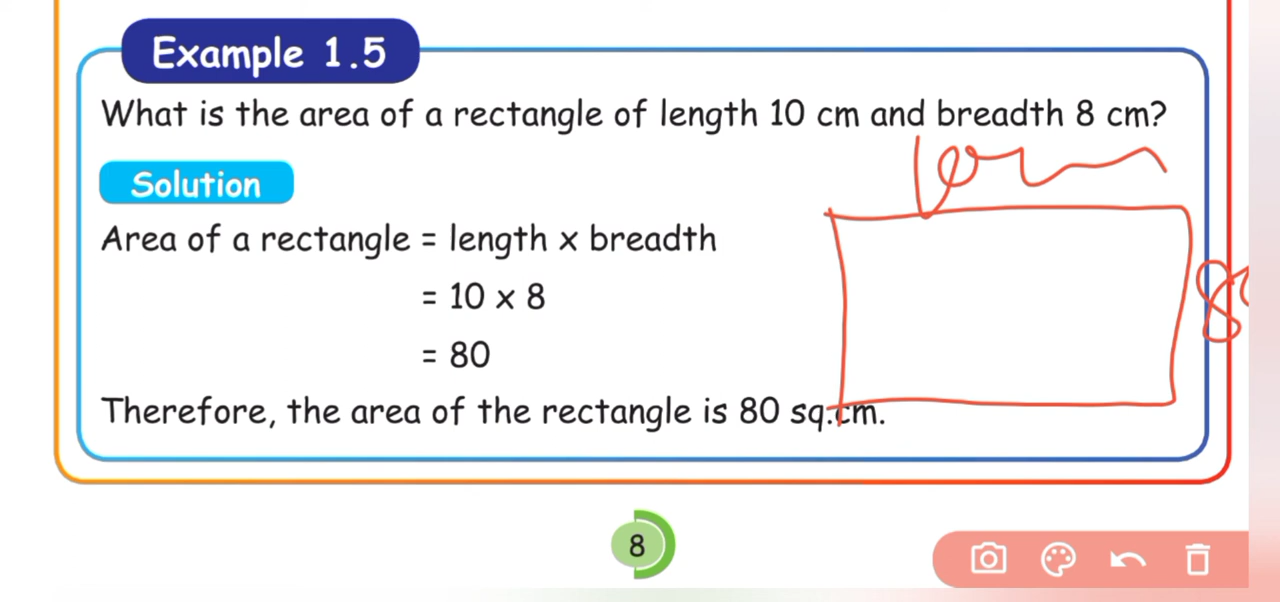 Example 1.5
What is the area of a rectangle of length 10 cm and breadth 8 cm?
Solution
Area of a rectangle = length x breadth
= 10 x 8
= 80
Therefore, the area of the rectangle is 80 sq.cm.
8